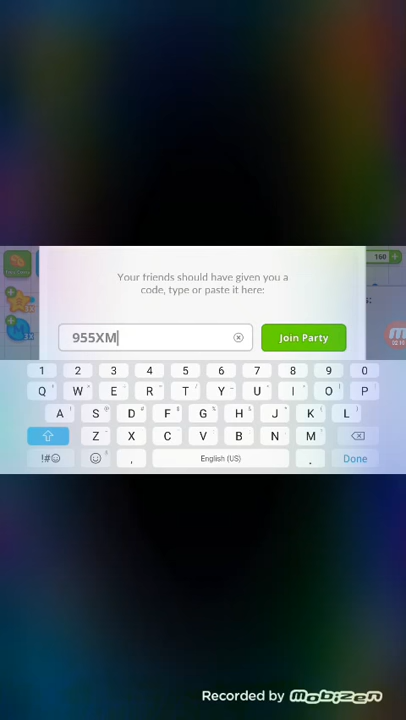 160
Your friends should have given you a
code, type or paste it here:
955XM
Join Party
1 2 3 4 5 6 7 8 9 0
Q W E R T Y U I O P
A S D F G H J K L
Z X C V B N M
!#☺ , English (US) . Done
Recorded by Mobizen